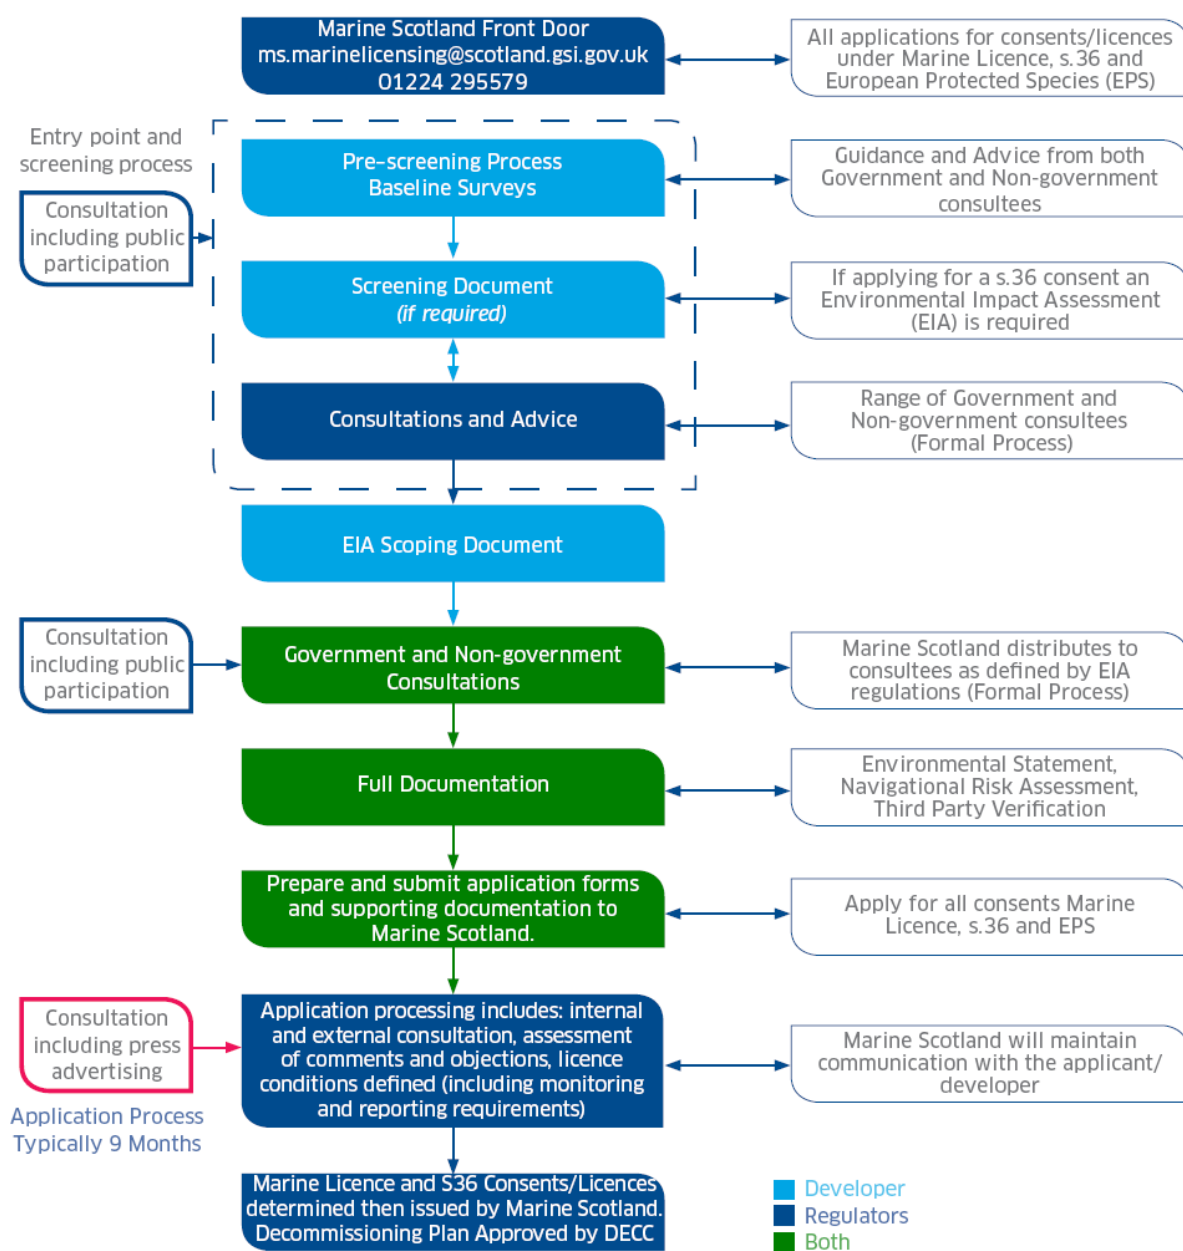 Marine Scotland Front Door
ms.marinelicensing@scotland.gsi.gov.uk
01224 295579
All applications for consents/licences
under Marine Licence, s.36 and
European Protected Species (EPS)
Entry point and
screening process
Consultation
including public
participation
Pre-screening Process
Baseline Surveys
Guidance and Advice from both
Government and Non-government
consultees
Screening Document
(if required)
If applying for a s.36 consent an
Environmental Impact Assessment
(EIA) is required
Consultations and Advice
Range of Government and
Non-government consultees
(Formal Process)
EIA Scoping Document
Consultation
including public
participation
Government and Non-government
Consultations
Marine Scotland distributes to
consultees as defined by EIA
regulations (Formal Process)
Full Documentation
Environmental Statement,
Navigational Risk Assessment,
Third Party Verification
Prepare and submit application forms
and supporting documentation to
Marine Scotland.
Apply for all consents Marine
Licence, s.36 and EPS
Consultation
including press
advertising
Application Process
Typically 9 Months
Application processing includes: internal
and external consultation, assessment
of comments and objections, licence
conditions defined (including monitoring
and reporting requirements)
Marine Scotland will maintain
communication with the applicant/
developer
Marine Licence and S36 Consents/Licences
determined then issued by Marine Scotland.
Decommissioning Plan Approved by DECC
Developer
Regulators
Both